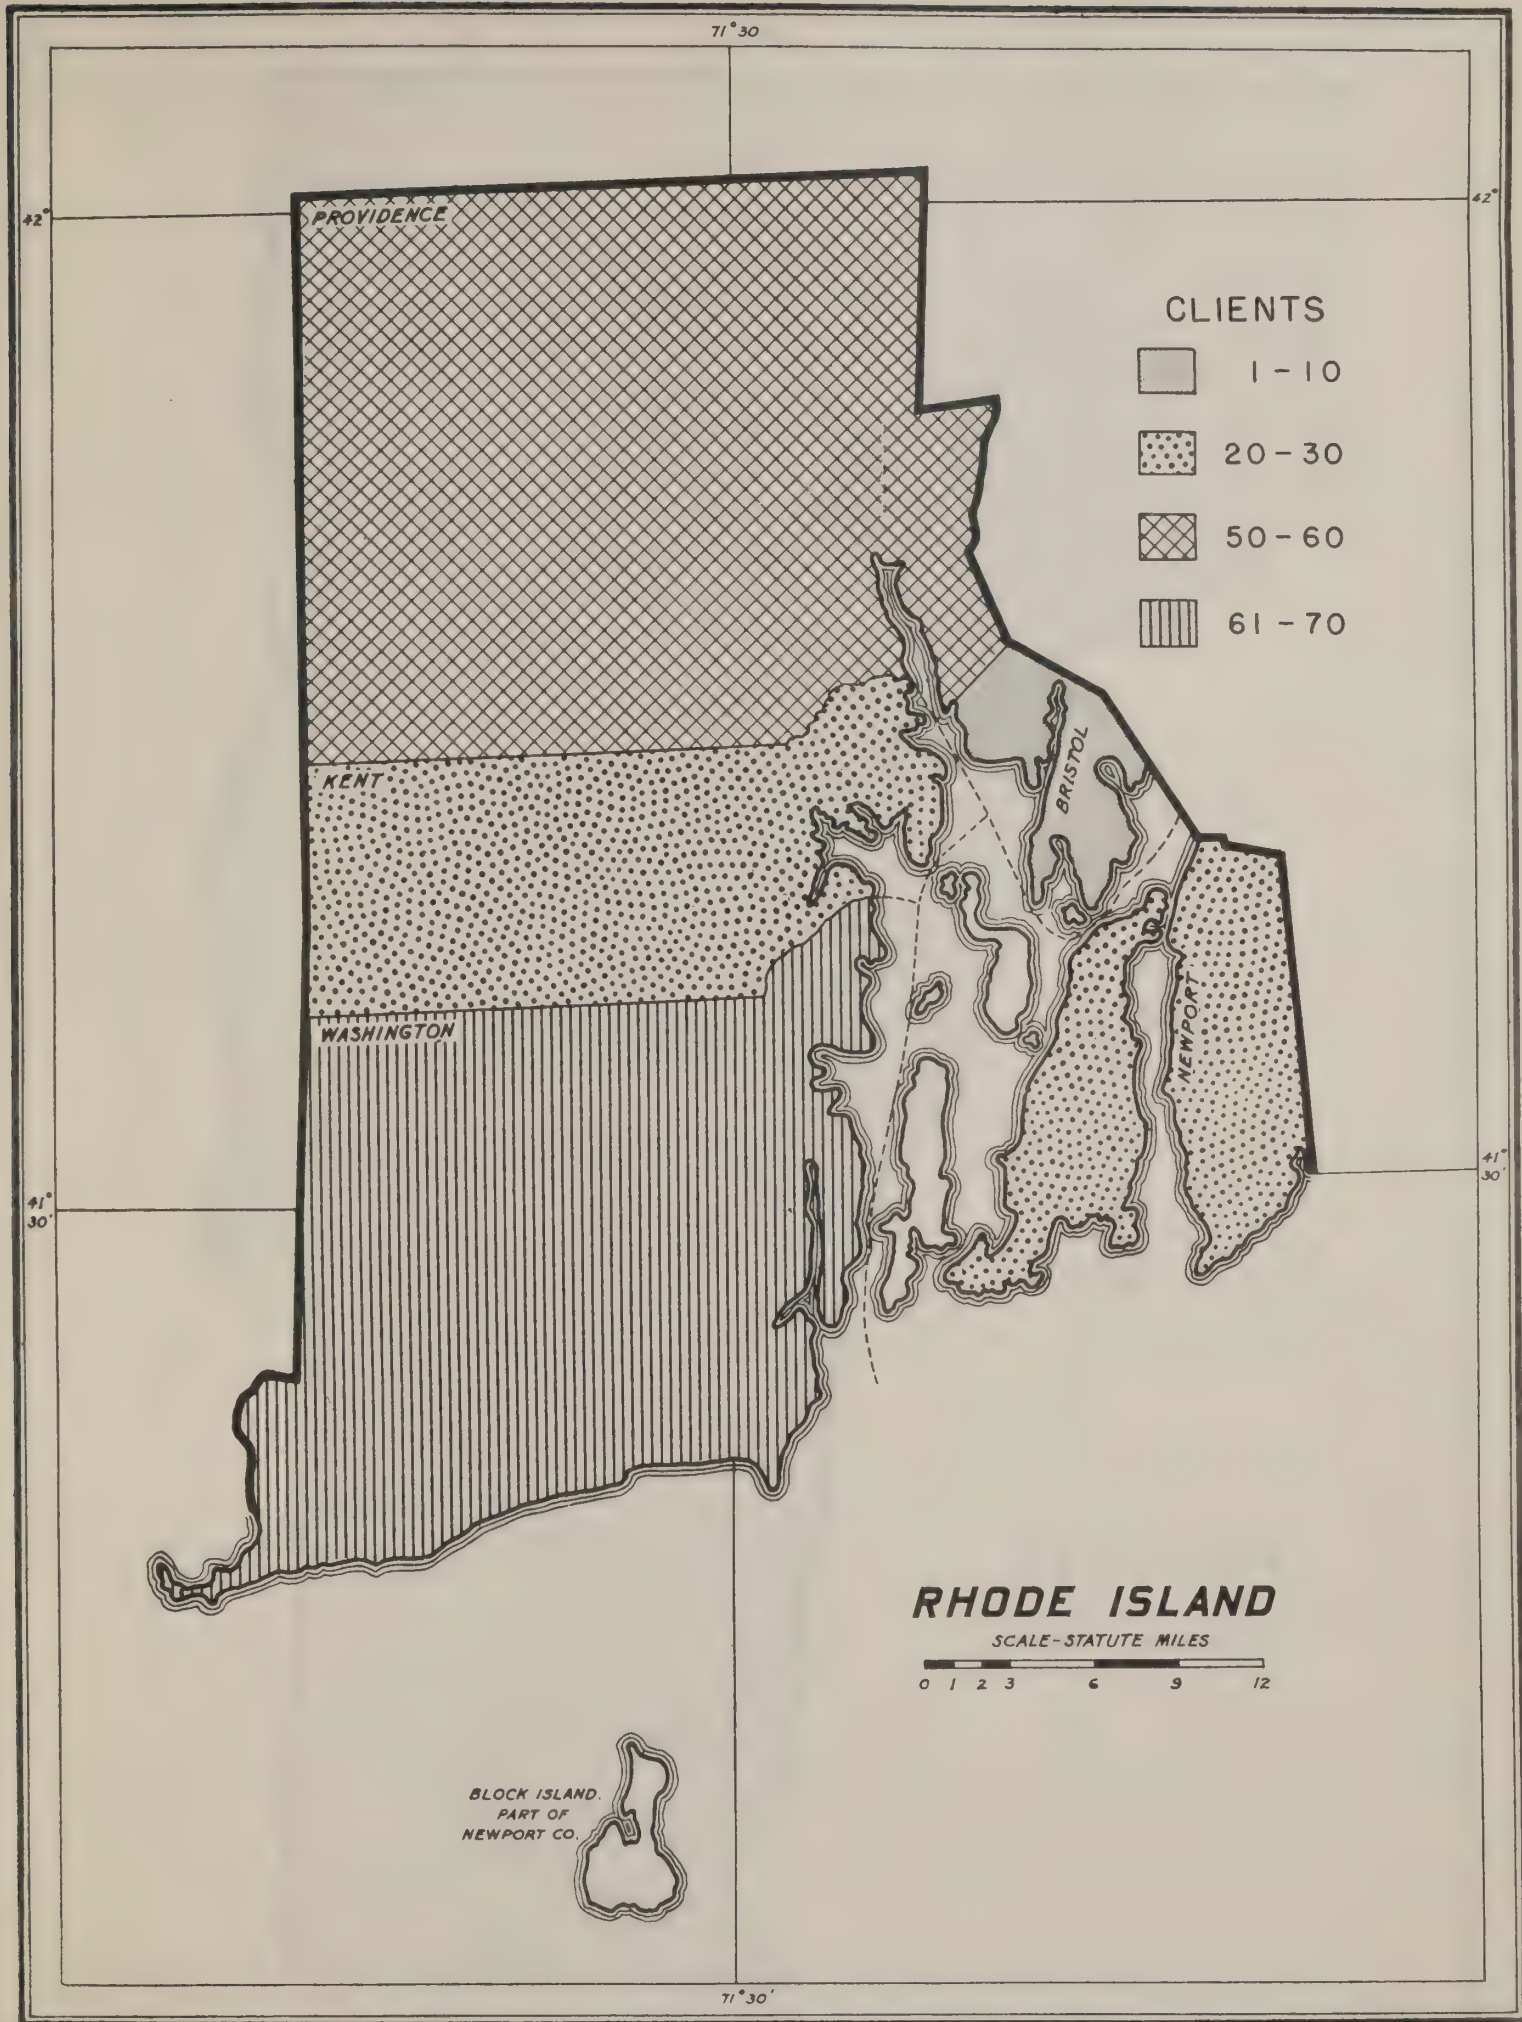 71°30
42°
42°
PROVIDENCE
CLIENTS
1-10
20-30
50-60
61-70
BRISTOL
KENT
NEWPORT
WASHINGTON
41°
30'
41°
30'
RHODE ISLAND
SCALE-STATUTE MILES
0 1 2 3 6 9 12
BLOCK ISLAND.
PART OF
NEWPORT CO.
71°30'